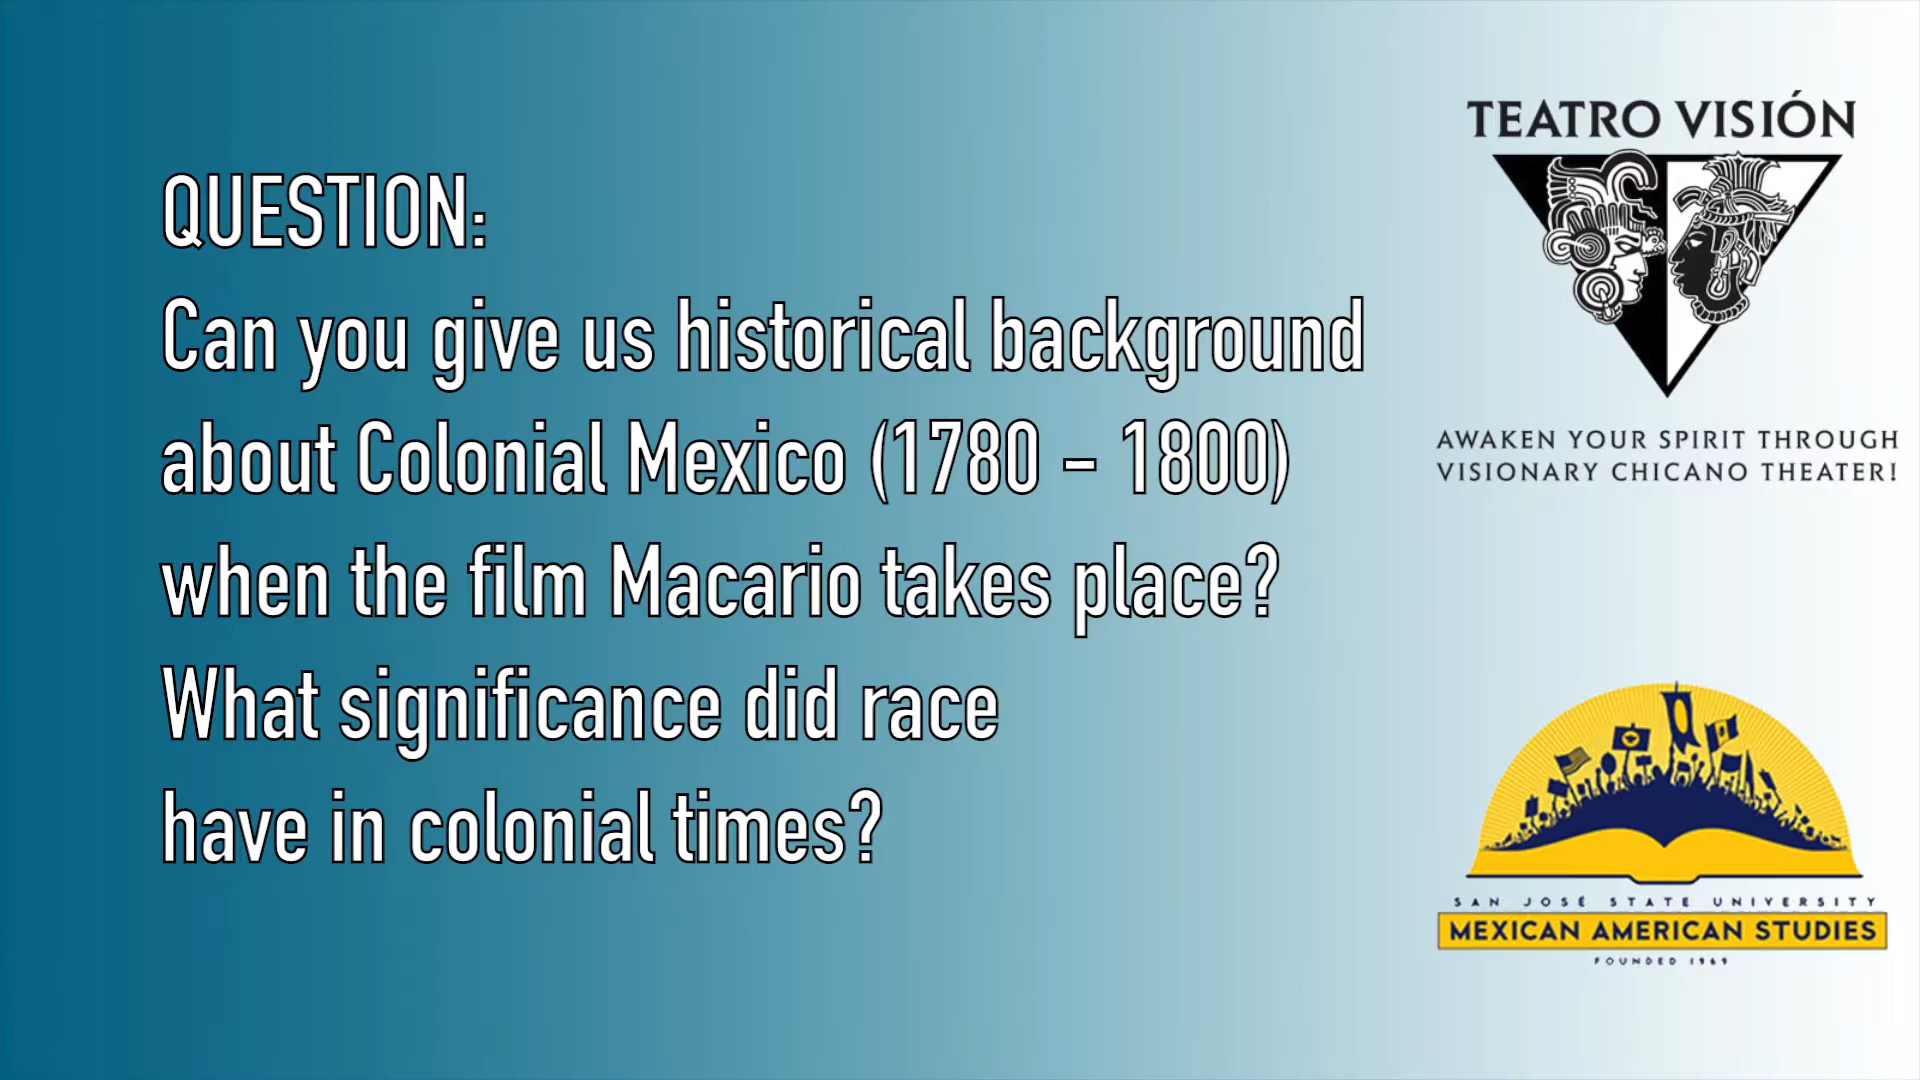 QUESTION:
Can you give us historical background
about Colonial Mexico (1780 – 1800)
when the film Macario takes place?
What significance did race
have in colonial times?
TEATRO VISIÓN
AWAKEN YOUR SPIRIT THROUGH
VISIONARY CHICANO THEATER!
SAN JOSÉ STATE UNIVERSITY
MEXICAN AMERICAN STUDIES
FOUNDED 1969